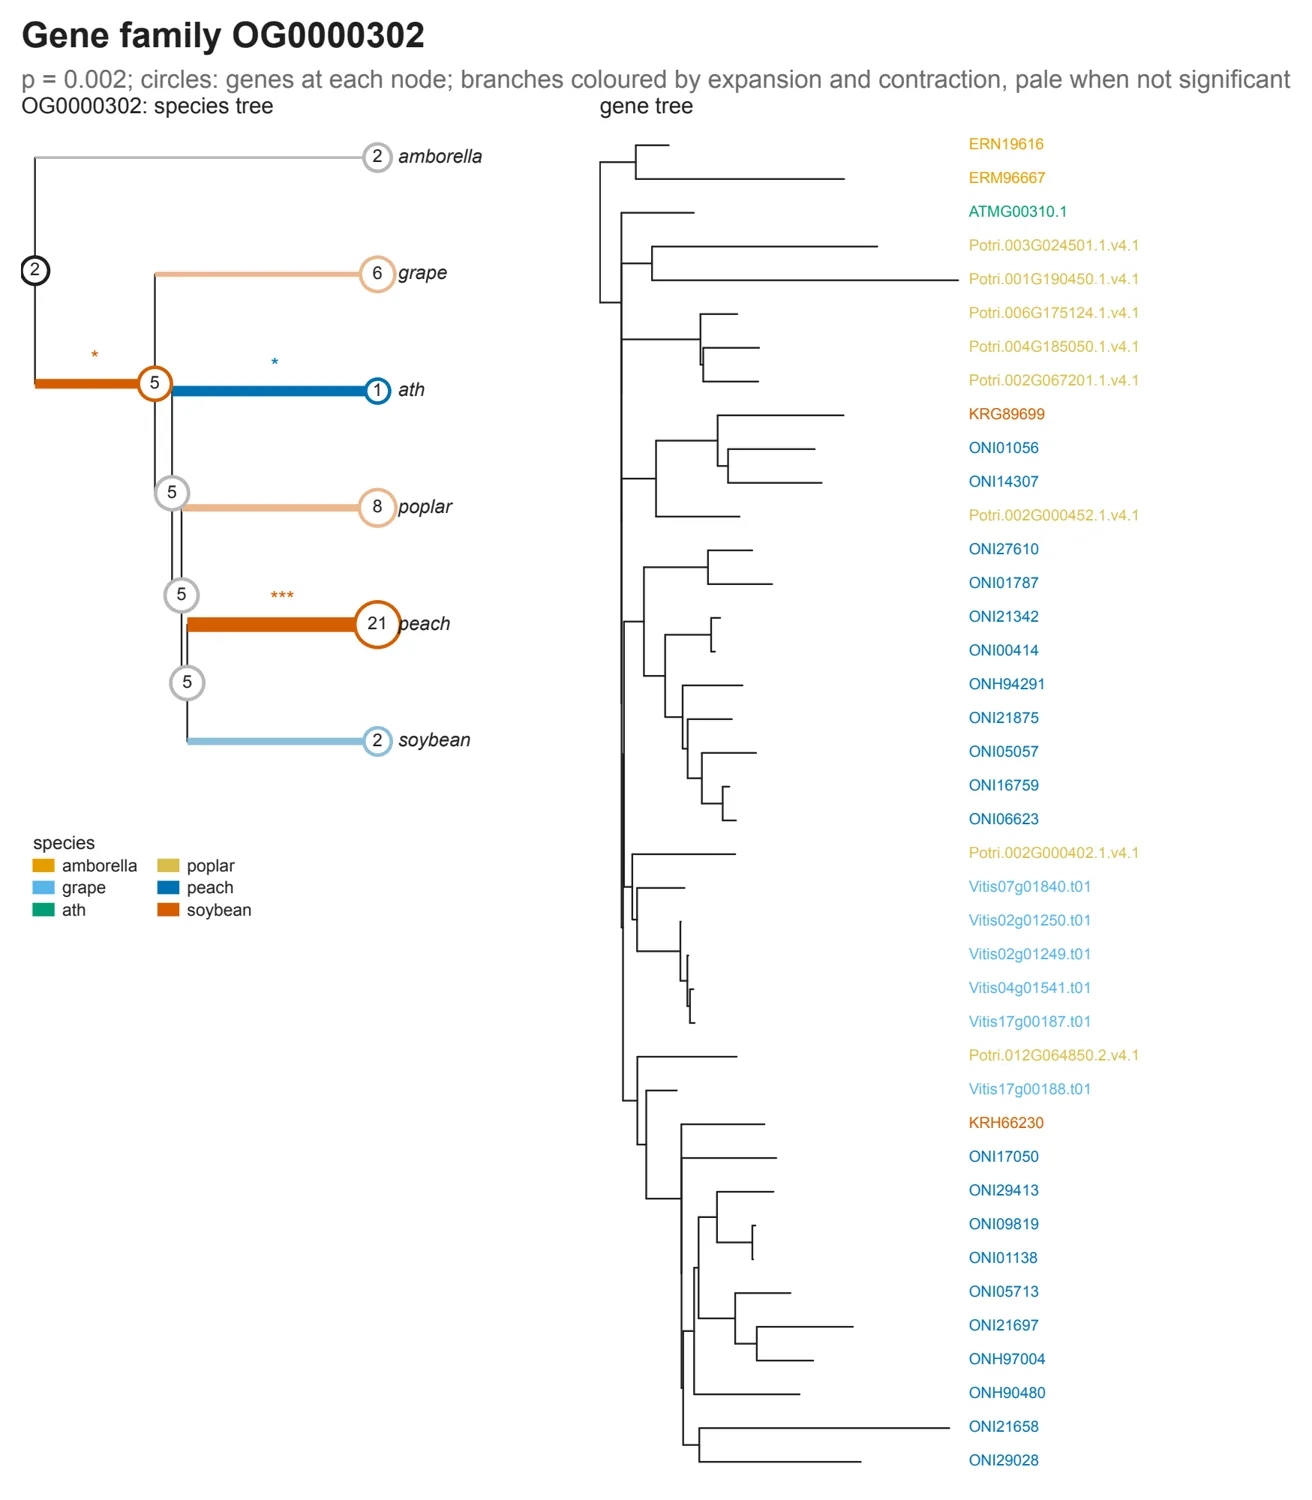 Gene family OG0000302
p = 0.002; circles: genes at each node; branches coloured by expansion and contraction, pale when not significant
OG0000302: species tree
2 amborella
2
6 grape
*
*
5
1 ath
5
8 poplar
5
***
21 peach
5
2 soybean
species
amborella poplar
grape peach
ath soybean
gene tree
ERN19616
ERM96667
ATMG00310.1
Potri.003G024501.1.v4.1
Potri.001G190450.1.v4.1
Potri.006G175124.1.v4.1
Potri.004G185050.1.v4.1
Potri.002G067201.1.v4.1
KRG89699
ONI01056
ONI14307
Potri.002G000452.1.v4.1
ONI27610
ONI01787
ONI21342
ONI00414
ONH94291
ONI21875
ONI05057
ONI16759
ONI06623
Potri.002G000402.1.v4.1
Vitis07g01840.t01
Vitis02g01250.t01
Vitis02g01249.t01
Vitis04g01541.t01
Vitis17g00187.t01
Potri.012G064850.2.v4.1
Vitis17g00188.t01
KRH66230
ONI17050
ONI29413
ONI09819
ONI01138
ONI05713
ONI21697
ONH97004
ONH90480
ONI21658
ONI29028